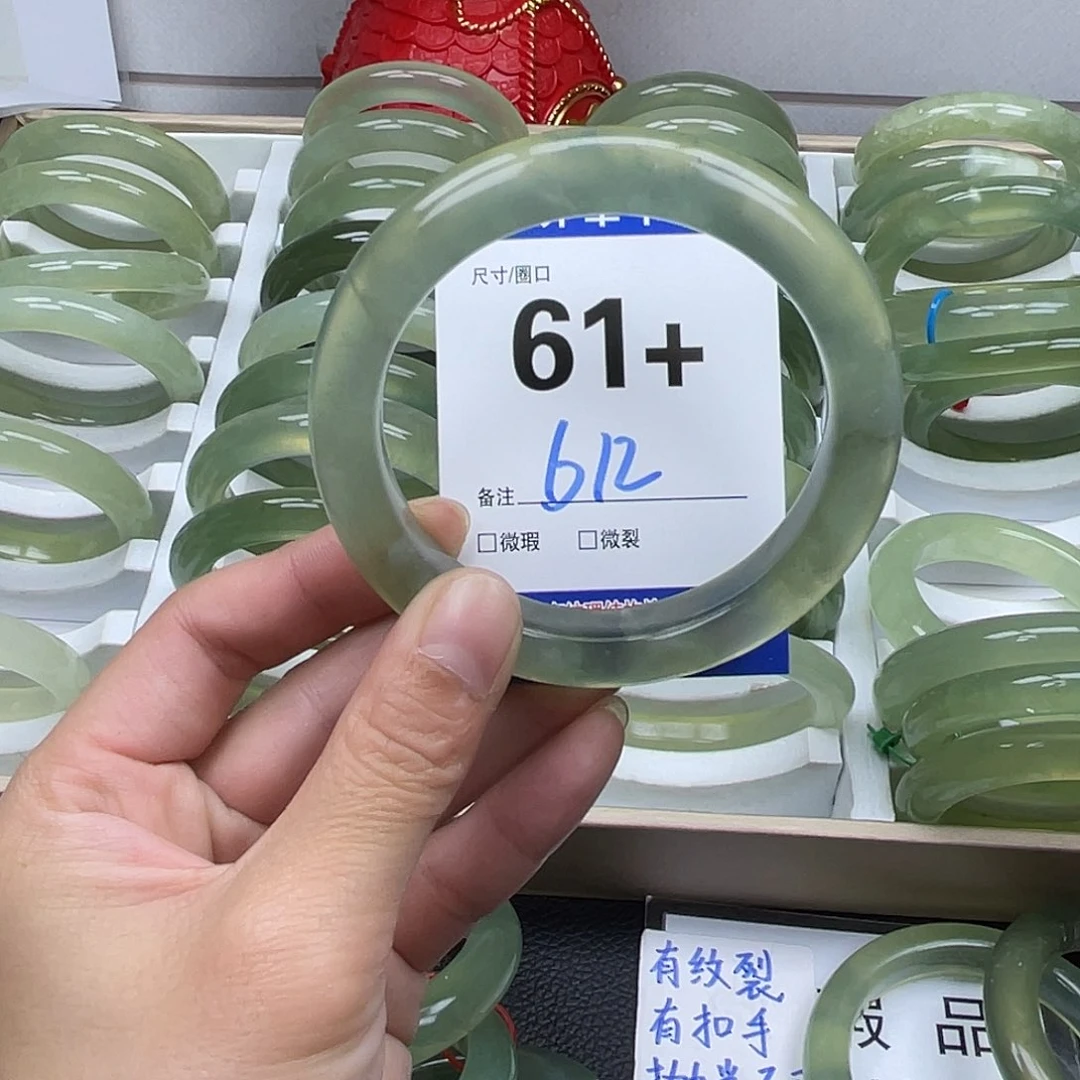 尺寸/圈口
61+
612
备注
□微瑕 □微裂
有纹裂
有扣手
瑕 品